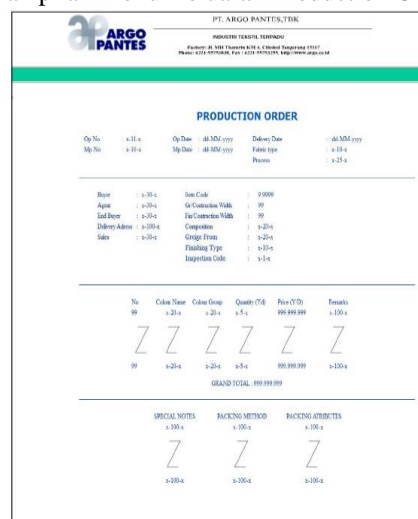 ARGO
PANTES
PT. ARGO PANTES,TBK
INDUSTRI TEKSTIL TERPADU
PRODUCTION ORDER
Op No : x-11-x Op Date : dd-MM-yyyy Delivery Date : dd-MM-yyyy
Mp No : x-10-x Mp Date : dd-MM-yyyy Fabric type : x-10-x
Process : x-25-x
Buyer : x-30-x Item Code : 9.9999
Agent : x-30-x Gr/Contruction Width : 99
End Buyer : x-30-x Fin/Contruction Width : 99
Delivery : x-100-x Composition : x-20-x
Sales : x-30-x Greige From : x-20-x
Finishing Type : x-10-x
Inspection Code : x-1-x
No Colour Name Colour Group Quantity (Yd) Price (Y/D) Remarks
99 x-20-x x-20-x x-5-x 999.999.999 x-100-x
99 x-20-x x-20-x x-5-x 999.999.999 x-100-x
GRAND TOTAL : 999.999.999
SPECIAL NOTES PACKING METHOD PACKING ATRIBUTES
x-100-x x-100-x x-100-x
x-100-x x-100-x x-100-x